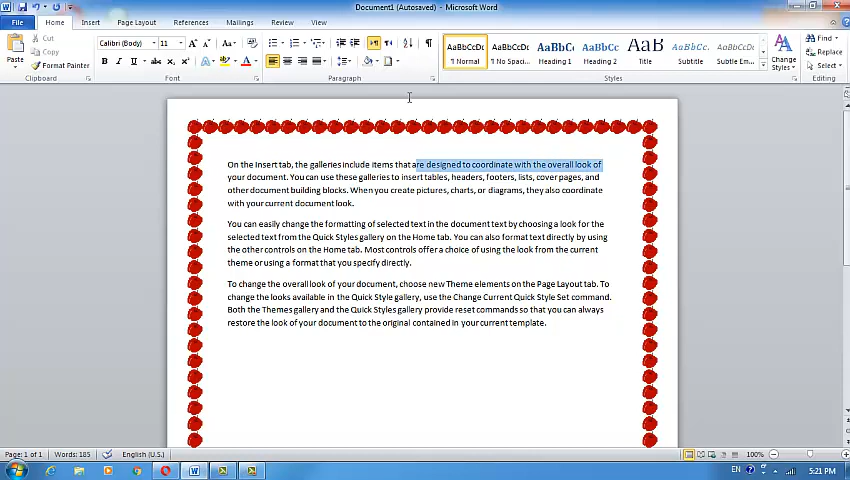 Document1 (Autosaved) - Microsoft Word
File Home Insert Page Layout References Mailings Review View
Paste
Cut
Copy
Format Painter
Clipboard
Calibri (Body) 11
Font
Paragraph
AaBbCcDc AaBbCcDc AaBbCc AaBbCc AaB AaBbCc. AaBbCcDc
¶ Normal ¶ No Spaci... Heading 1 Heading 2 Title Subtitle Subtle Em...
Styles
Change
Styles
Find
Replace
Select
Editing
On the Insert tab, the galleries include items that are designed to coordinate with the overall look of
your document. You can use these galleries to insert tables, headers, footers, lists, cover pages, and
other document building blocks. When you create pictures, charts, or diagrams, they also coordinate
with your current document look.
You can easily change the formatting of selected text in the document text by choosing a look for the
selected text from the Quick Styles gallery on the Home tab. You can also format text directly by using
the other controls on the Home tab. Most controls offer a choice of using the look from the current
theme or using a format that you specify directly.
To change the overall look of your document, choose new Theme elements on the Page Layout tab. To
change the looks available in the Quick Style gallery, use the Change Current Quick Style Set command.
Both the Themes gallery and the Quick Styles gallery provide reset commands so that you can always
restore the look of your document to the original contained in your current template.
Page: 1 of 1 Words: 185 English (U.S.) 100%
EN 5:21 PM